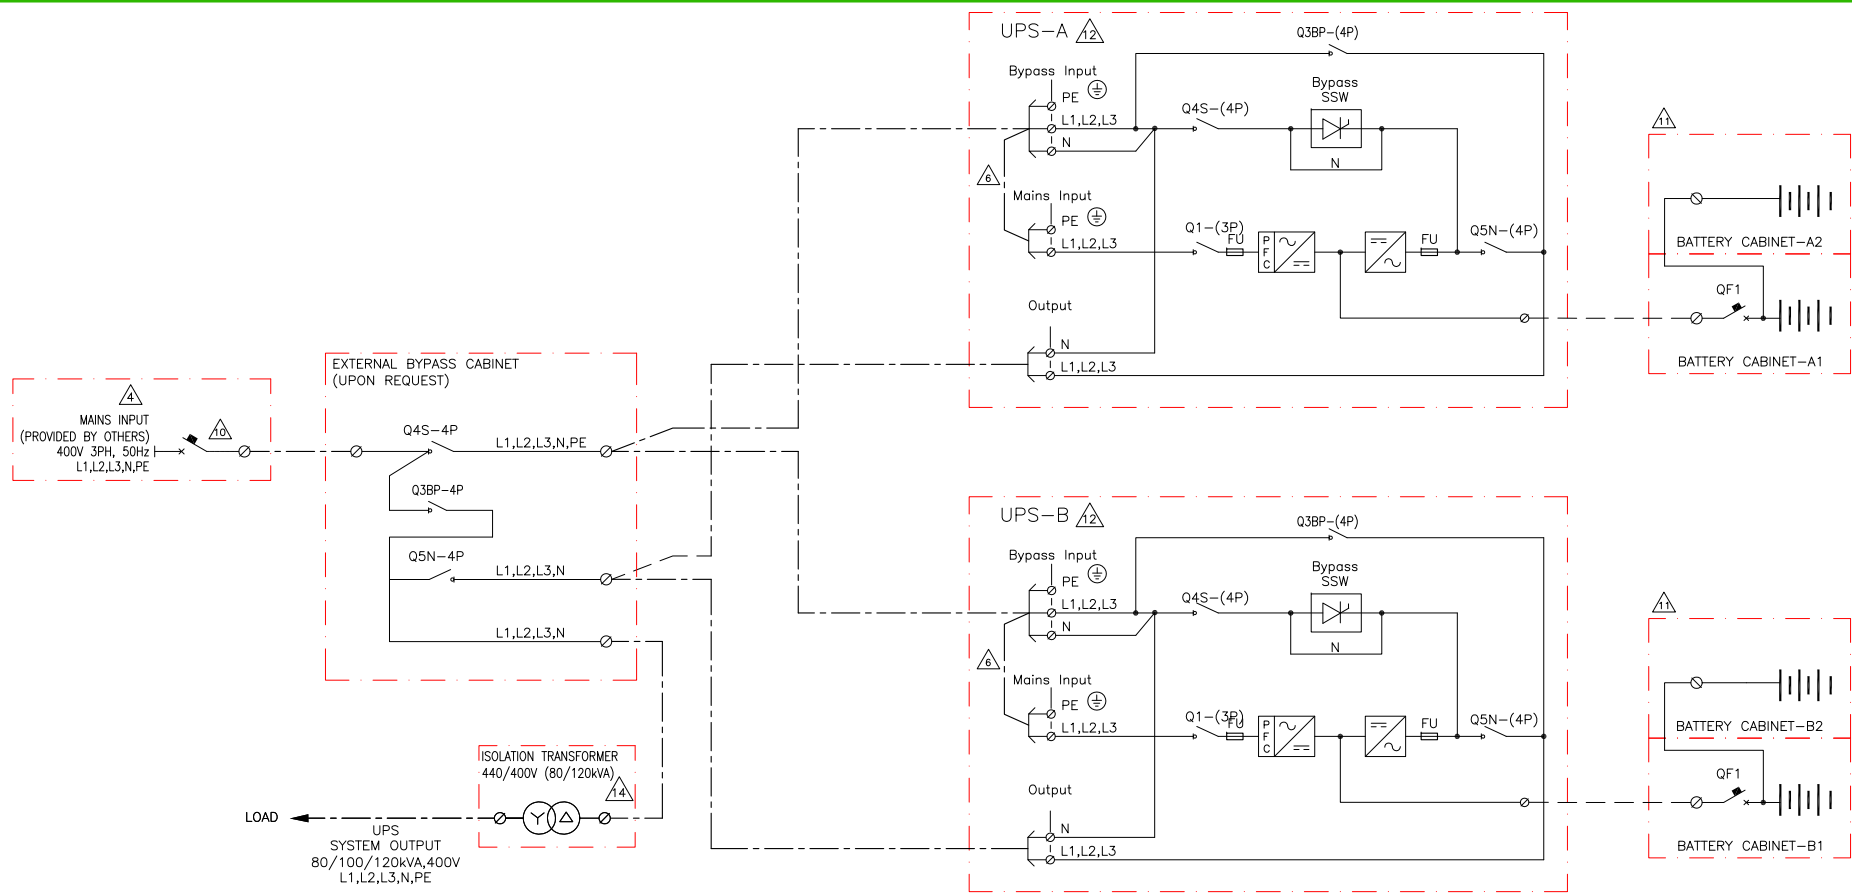 UPS-A 12
Q3BP-(4P)
Bypass Input
PE
L1,L2,L3
N
Q4S-(4P)
Bypass
SSW
N
6
Mains Input
PE
L1,L2,L3
Q1-(3P)
FU
P
F
C
FU
Q5N-(4P)
Output
N
L1,L2,L3
11
BATTERY CABINET-A2
QF1
BATTERY CABINET-A1
EXTERNAL BYPASS CABINET
(UPON REQUEST)
Q4S-4P
L1,L2,L3,N,PE
Q3BP-4P
Q5N-4P
L1,L2,L3,N
L1,L2,L3,N
4
MAINS INPUT
(PROVIDED BY OTHERS)
400V 3PH, 50Hz
L1,L2,L3,N,PE
10
UPS-B 12
Q3BP-(4P)
Bypass Input
PE
L1,L2,L3
N
Q4S-(4P)
Bypass
SSW
N
6
Mains Input
PE
L1,L2,L3
Q1-(3P)
FU
P
F
C
FU
Q5N-(4P)
Output
N
L1,L2,L3
11
BATTERY CABINET-B2
QF1
BATTERY CABINET-B1
ISOLATION TRANSFORMER
440/400V (80/120kVA)
14
LOAD
UPS
SYSTEM OUTPUT
80/100/120kVA,400V
L1,L2,L3,N,PE